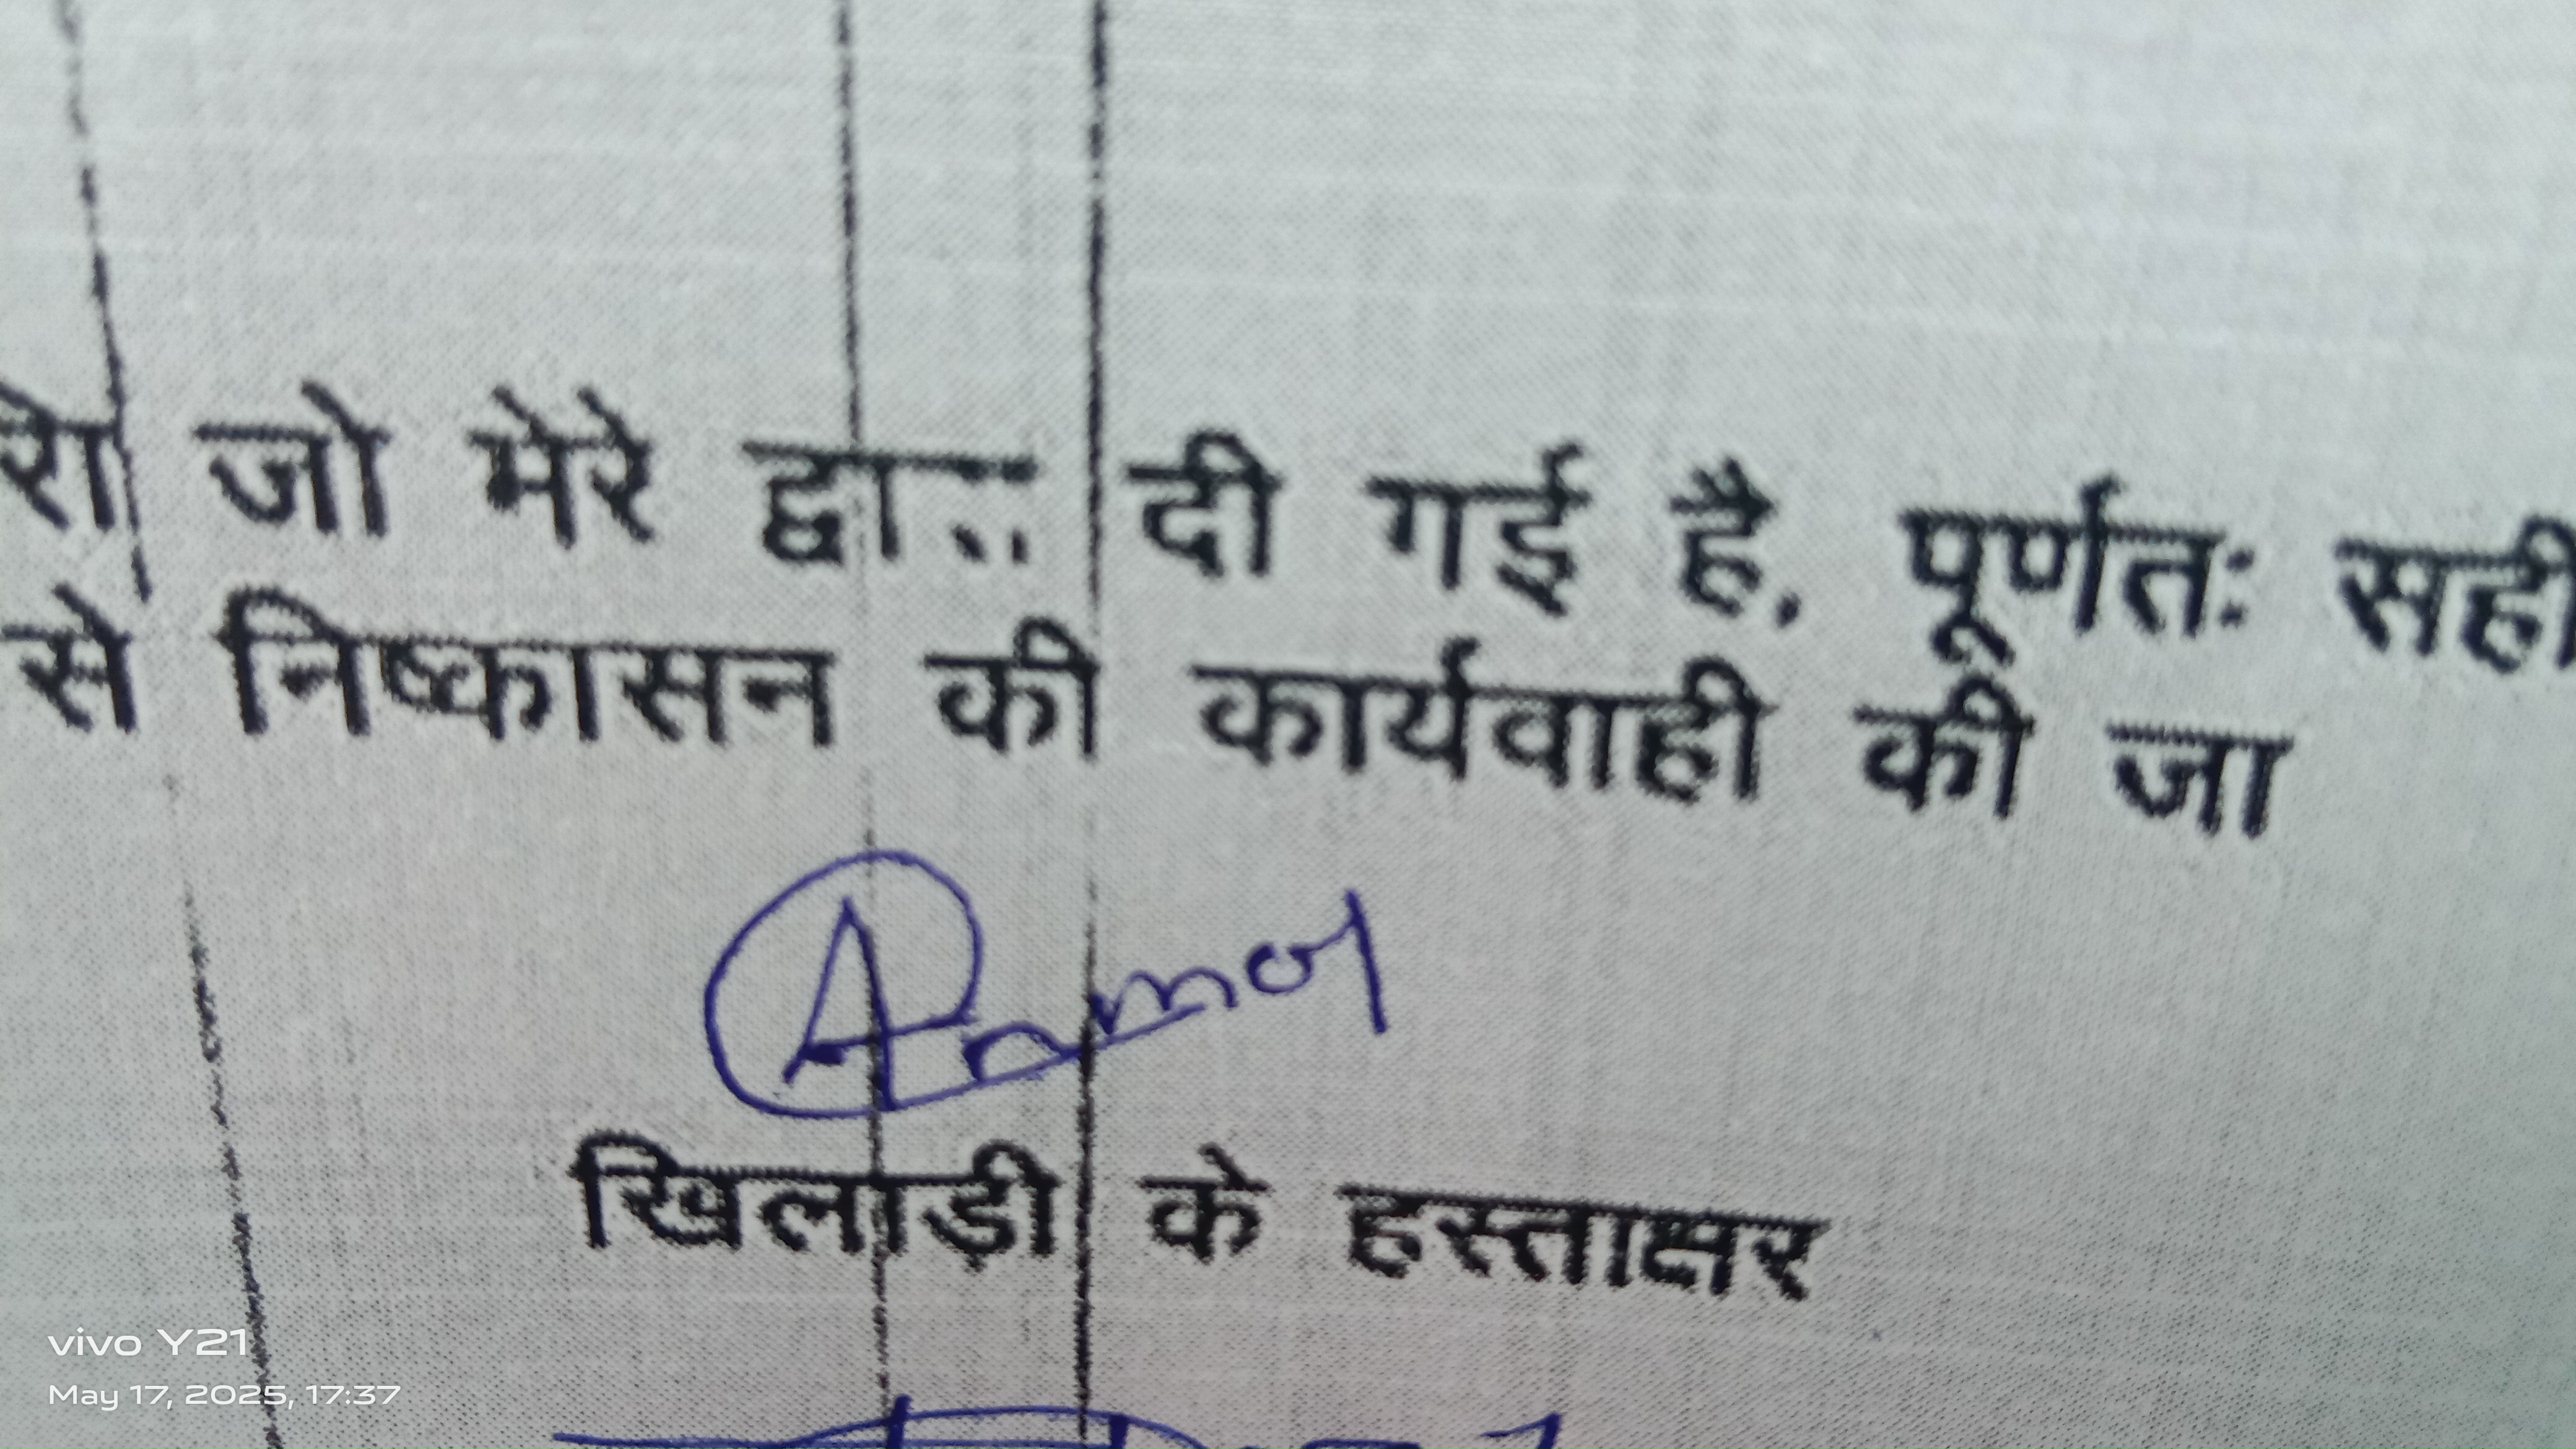 जो मेरे द्वारा दी गई है, पूर्णतः सही
से निष्कासन की कार्यवाही की जा
Anmol
खिलाड़ी के हस्ताक्षर
vivo Y21
May 17, 2025, 17:37